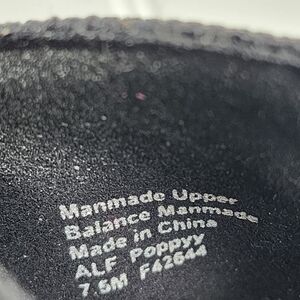 Manmade Upper
Balance Manmade
Made in China
ALF Poppyy
7.5M F42644